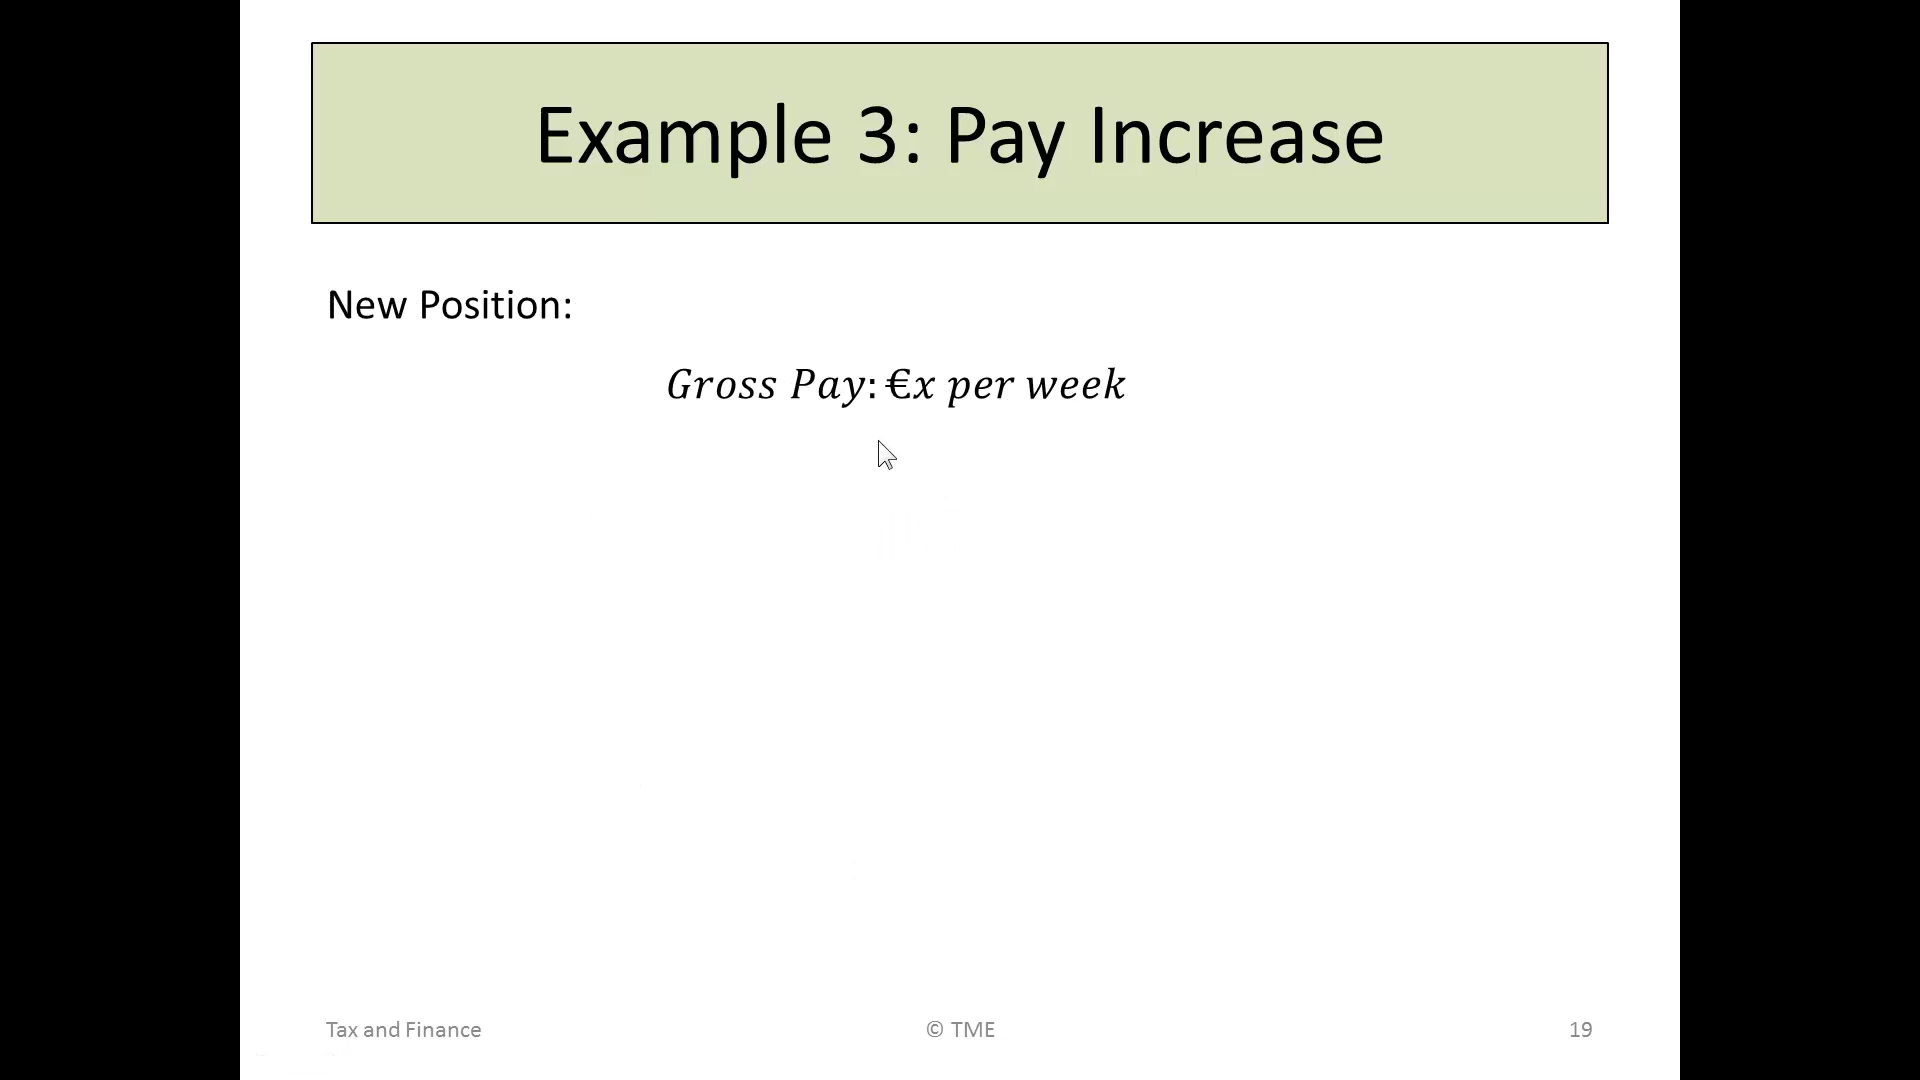 Example 3: Pay Increase
New Position:
Gross Pay: €x per week
Tax and Finance
© TME
19